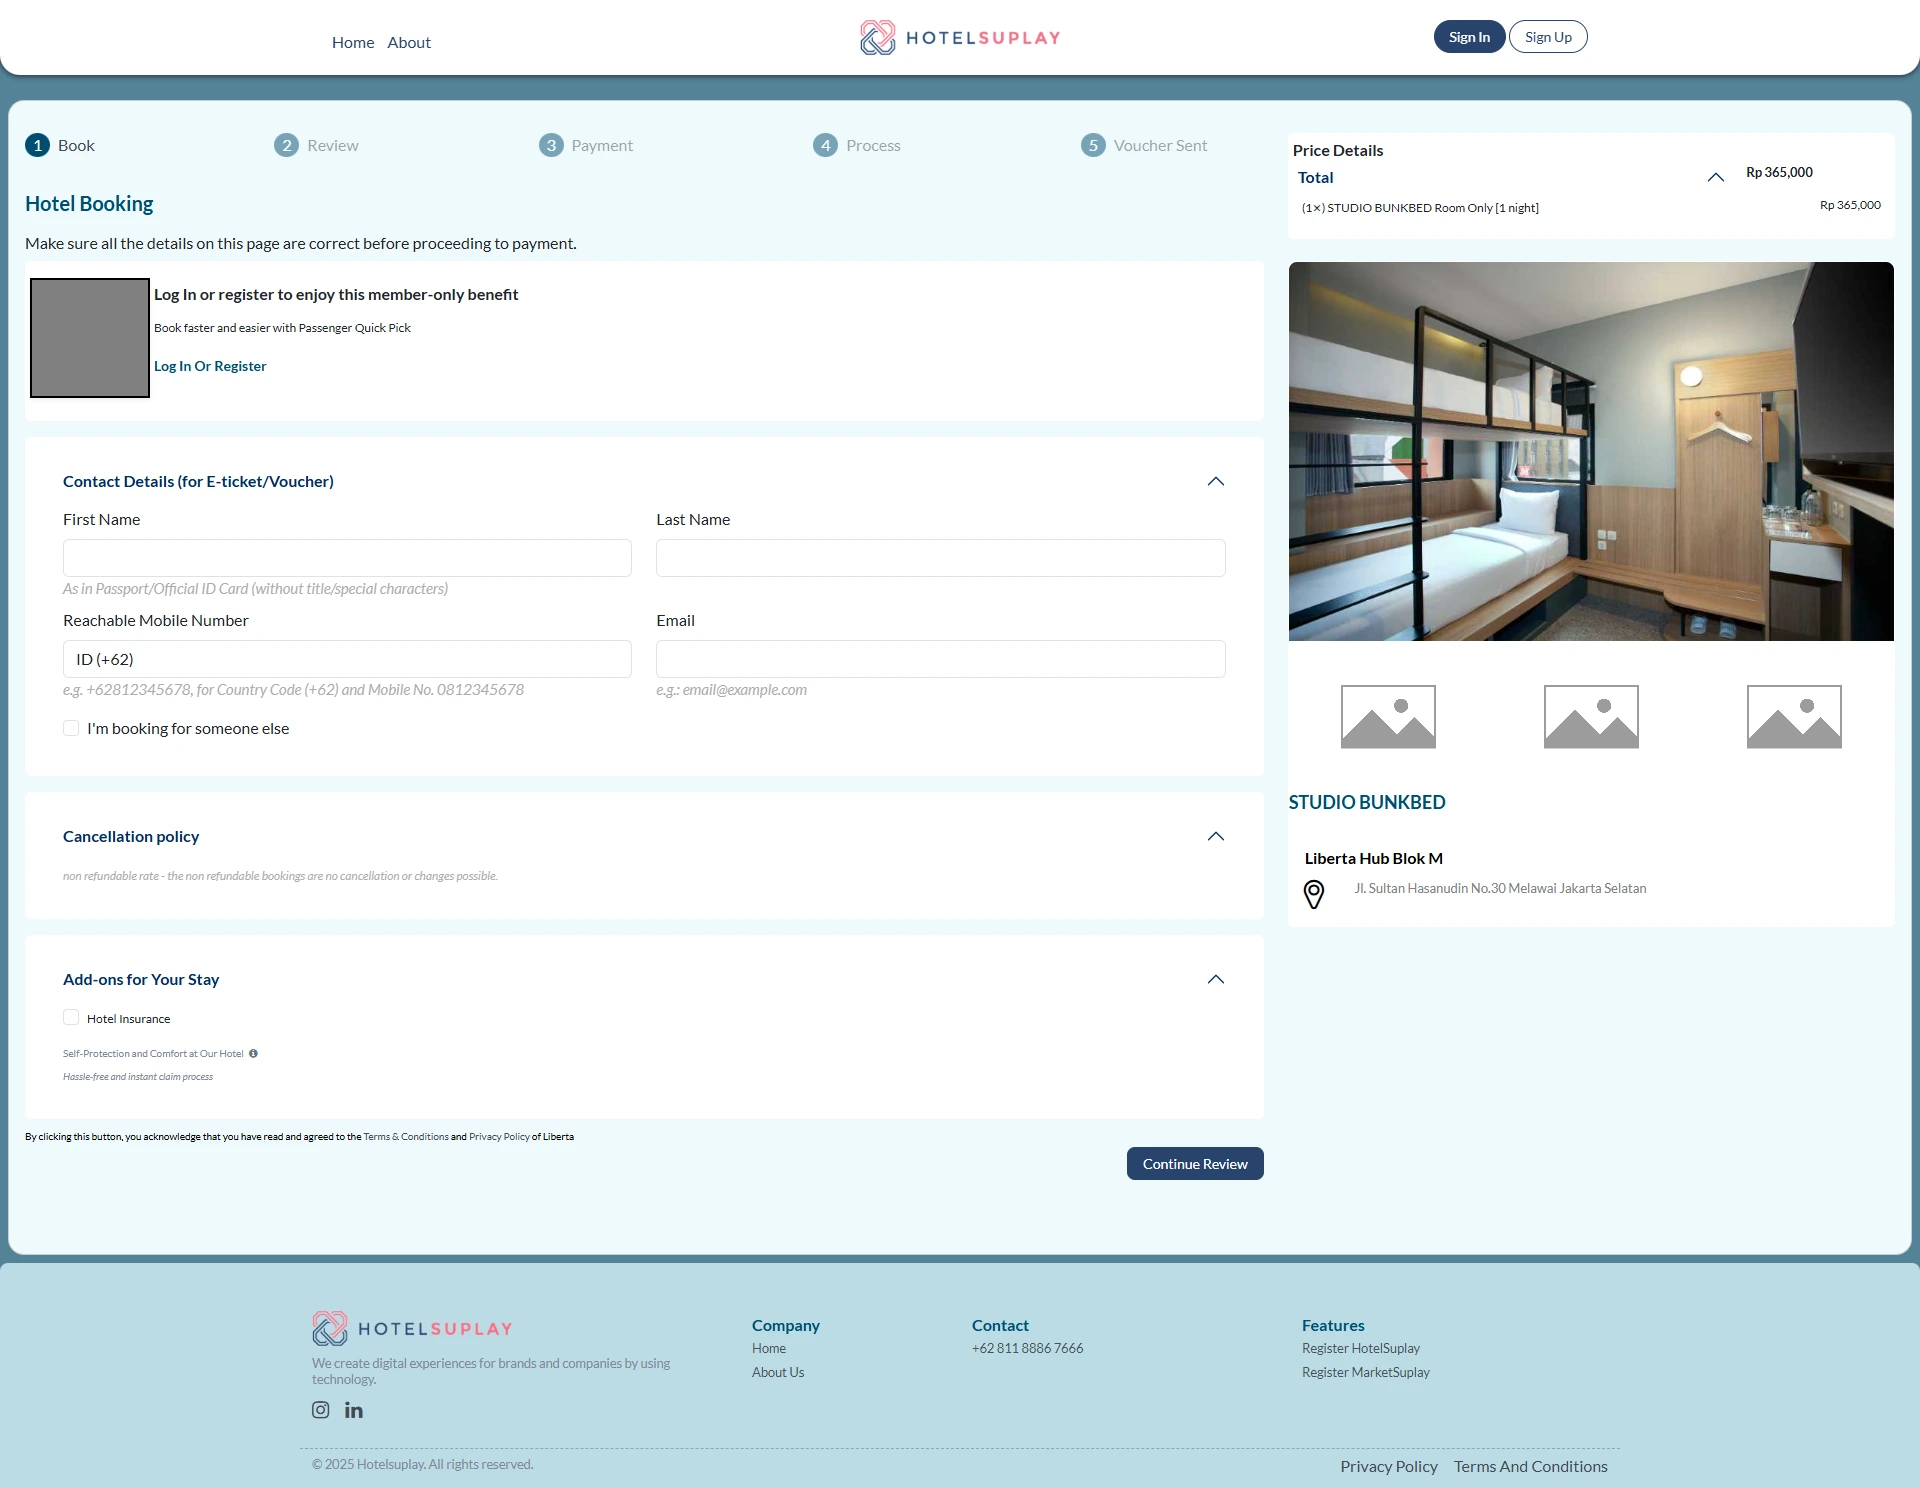 Home About
HOTELSUPLAY
Sign In Sign Up
1 Book
2 Review
3 Payment
4 Process
5 Voucher Sent
Hotel Booking
Make sure all the details on this page are correct before proceeding to payment.
Log In or register to enjoy this member-only benefit
Book faster and easier with Passenger Quick Pick
Log In Or Register
Contact Details (for E-ticket/Voucher)
First Name
Last Name
As in Passport/Official ID Card (without title/special characters)
Reachable Mobile Number
Email
ID (+62)
e.g. +62812345678, for Country Code (+62) and Mobile No. 0812345678
e.g.: email@example.com
I'm booking for someone else
Cancellation policy
non refundable rate - the non refundable bookings are no cancellation or changes possible.
Add-ons for Your Stay
Hotel Insurance
Self-Protection and Comfort at Our Hotel
Hassle-free and instant claim process
By clicking this button, you acknowledge that you have read and agreed to the Terms & Conditions and Privacy Policy of Liberta
Continue Review
Price Details
Total
Rp 365,000
(1×) STUDIO BUNKBED Room Only [1 night]
Rp 365,000
STUDIO BUNKBED
Liberta Hub Blok M
Jl. Sultan Hasanudin No.30 Melawai Jakarta Selatan
HOTELSUPLAY
We create digital experiences for brands and companies by using
technology.
Company
Home
About Us
Contact
+62 811 8886 7666
Features
Register HotelSuplay
Register MarketSuplay
© 2025 Hotelsuplay. All rights reserved.
Privacy Policy Terms And Conditions